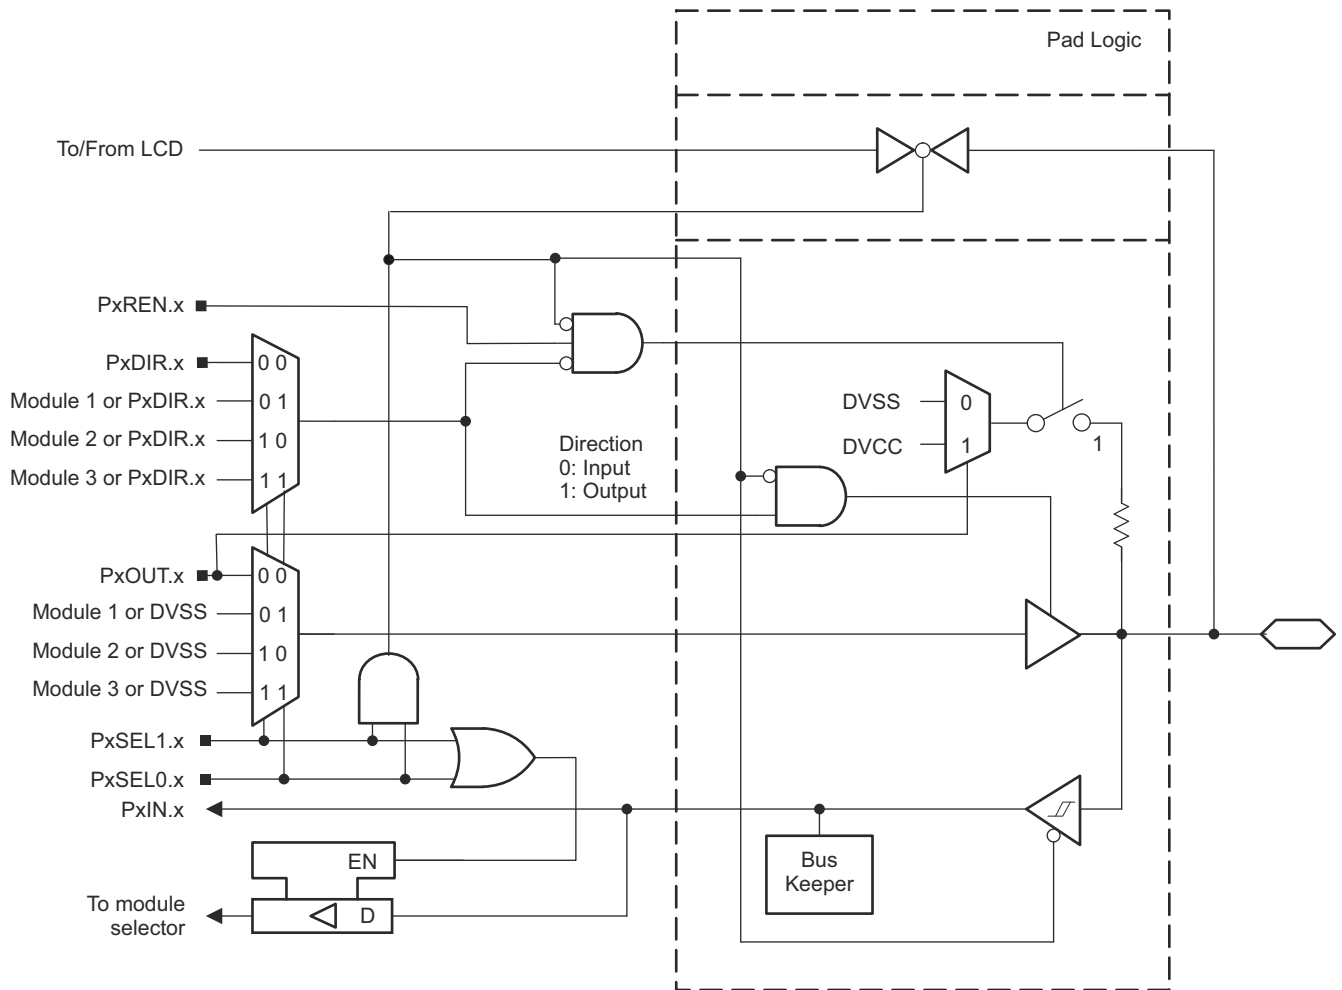 Pad Logic
To/From LCD
PxREN.x
PxDIR.x
0 0
Module 1 or PxDIR.x
0 1
Module 2 or PxDIR.x
1 0
Module 3 or PxDIR.x
1 1
Direction
0: Input
1: Output
DVSS
0
DVCC
1
1
PxOUT.x
0 0
Module 1 or DVSS
0 1
Module 2 or DVSS
1 0
Module 3 or DVSS
1 1
PxSEL1.x
PxSEL0.x
PxIN.x
Bus
Keeper
EN
D
To module
selector